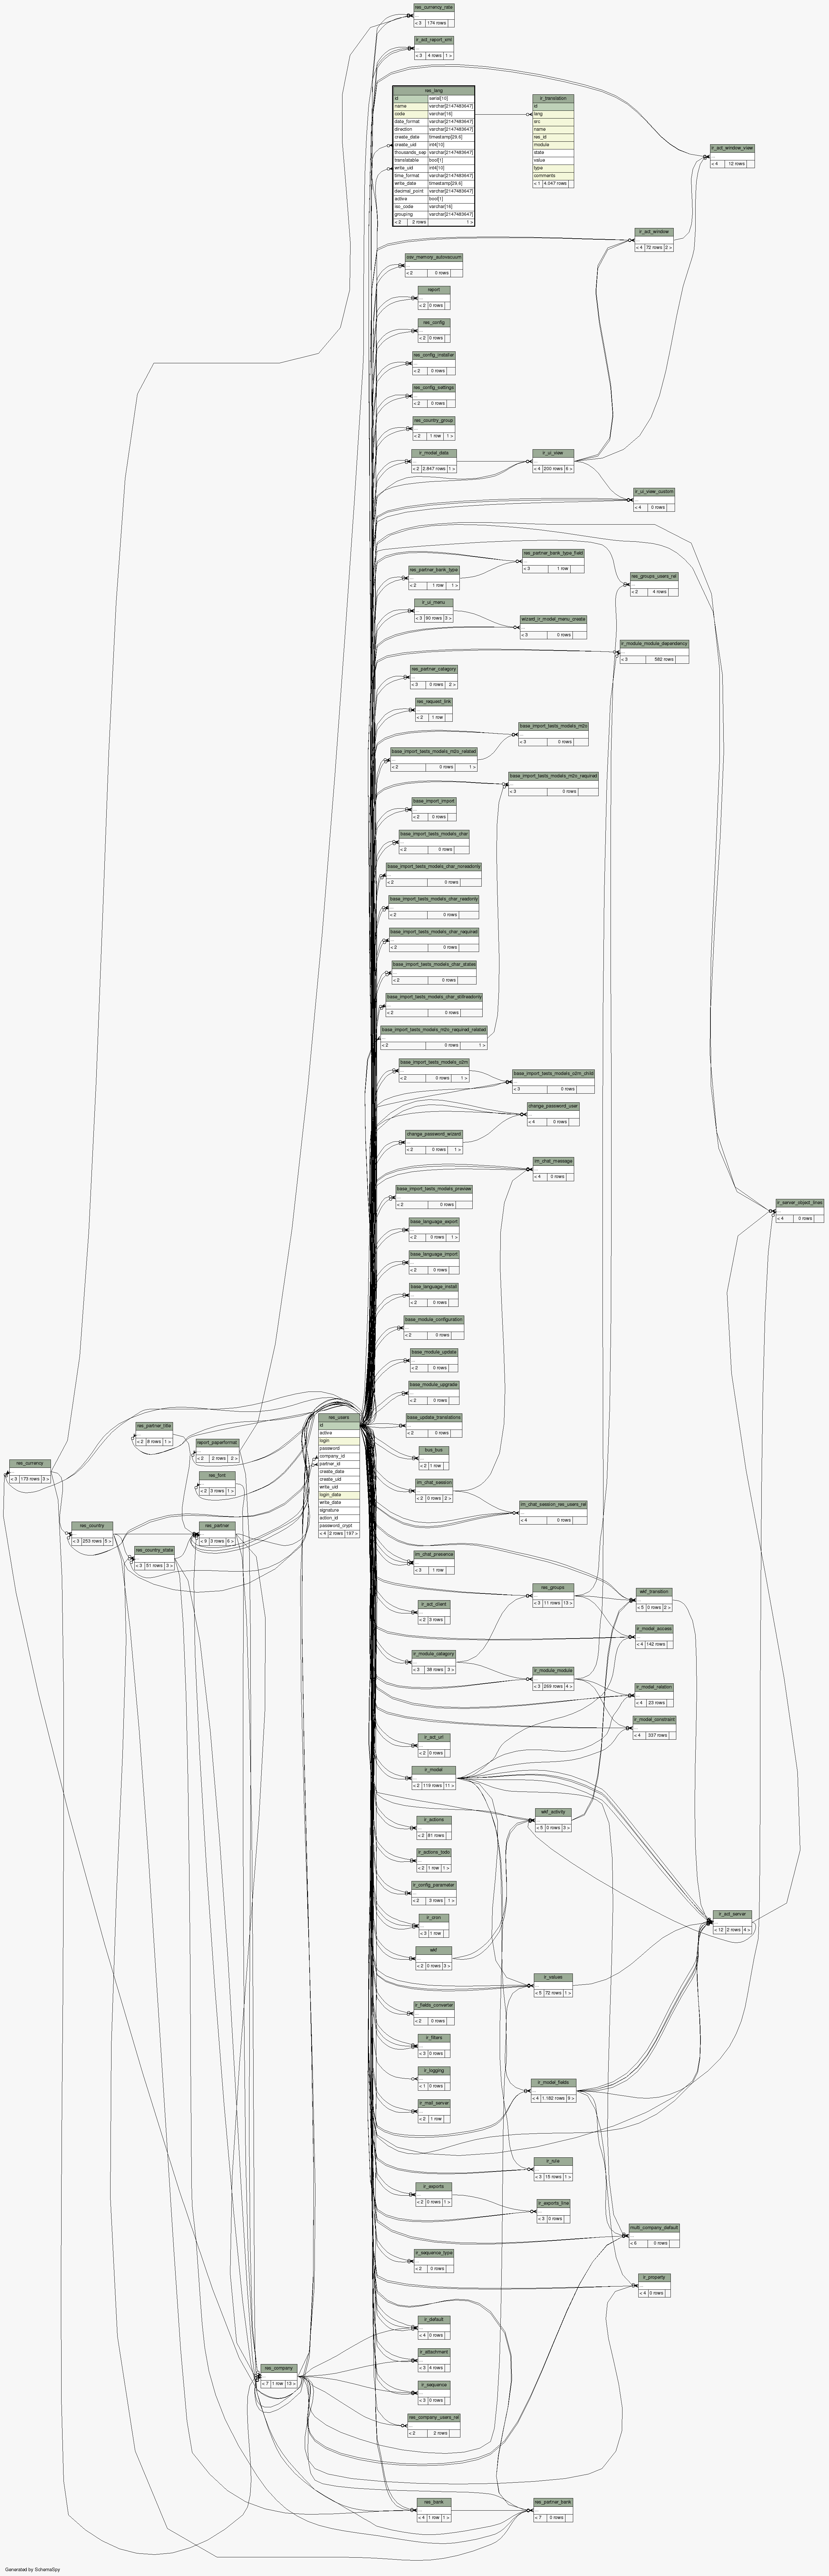 res_currency_rate
...
< 3 174 rows
ir_act_report_xml
...
< 3 4 rows 1 >
res_lang
id serial[10]
name varchar[2147483647]
code varchar[16]
date_format varchar[2147483647]
direction varchar[2147483647]
create_date timestamp[29,6]
create_uid int4[10]
thousands_sep varchar[2147483647]
translatable bool[1]
write_uid int4[10]
time_format varchar[2147483647]
write_date timestamp[29,6]
decimal_point varchar[2147483647]
active bool[1]
iso_code varchar[16]
grouping varchar[2147483647]
< 2 2 rows 1 >
ir_translation
id
lang
src
name
res_id
module
state
value
type
comments
< 1 4,047 rows
ir_act_window_view
...
< 4 12 rows
ir_act_window
...
< 4 72 rows 2 >
osv_memory_autovacuum
...
< 2 0 rows
export
...
< 2 0 rows
res_config
...
< 2 0 rows
res_config_installer
...
< 2 0 rows
res_config_settings
...
< 2 0 rows
res_country_group
...
< 2 1 row 1 >
ir_model_data
...
< 2 2,847 rows 1 >
ir_ui_view
...
< 4 200 rows 8 >
ir_ui_view_custom
...
< 4 0 rows
res_partner_bank_type_field
...
< 3 1 row
res_partner_bank_type
...
< 2 1 row 1 >
res_groups_users_rel
...
< 2 4 rows
ir_ui_menu
...
< 3 90 rows 3 >
wizard_ir_model_menu_create
...
< 3 0 rows
ir_module_module_dependency
...
< 3 582 rows
res_partner_category
...
< 3 0 rows 2 >
res_request_link
...
< 2 1 row
base_import_tests_models_m2o
...
< 3 0 rows
base_import_tests_models_m2o_related
...
< 2 0 rows 1 >
base_import_tests_models_m2o_required
...
< 3 0 rows
base_import_import
...
< 2 0 rows
base_import_tests_models_char
...
< 2 0 rows
base_import_tests_models_char_noreadonly
...
< 2 0 rows
base_import_tests_models_char_readonly
...
< 2 0 rows
base_import_tests_models_char_required
...
< 2 0 rows
base_import_tests_models_char_states
...
< 2 0 rows
base_import_tests_models_char_stillreadonly
...
< 2 0 rows
base_import_tests_models_m2o_required_related
...
< 2 0 rows 1 >
base_import_tests_models_o2m
...
< 2 0 rows 1 >
base_import_tests_models_o2m_child
...
< 3 0 rows
change_password_user
...
< 4 0 rows
change_password_wizard
...
< 2 0 rows 1 >
im_chat_message
...
< 4 0 rows
base_import_tests_models_preview
...
< 2 0 rows
ir_server_object_lines
...
< 4 0 rows
base_language_export
...
< 2 0 rows 1 >
base_language_import
...
< 2 0 rows
base_language_install
...
< 2 0 rows
base_module_configuration
...
< 2 0 rows
base_module_update
...
< 2 0 rows
base_module_upgrade
...
< 2 0 rows
res_users
id
active
login
password
company_id
partner_id
create_date
create_uid
write_uid
login_date
write_date
signature
action_id
password_crypt
< 4 2 rows 187 >
base_update_translations
...
< 2 0 rows
res_partner_title
...
< 2 8 rows 1 >
report_paperformat
...
< 2 2 rows 2 >
bus_bus
...
< 2 1 row
res_currency
...
< 3 173 rows 3 >
res_font
...
< 2 3 rows 1 >
im_chat_session
...
< 2 0 rows 2 >
im_chat_session_res_users_rel
...
< 4 0 rows
res_country
...
< 3 253 rows 5 >
res_partner
...
< 9 3 rows 6 >
res_country_state
...
< 3 51 rows 3 >
im_chat_presence
...
< 3 1 row
res_groups
...
< 3 11 rows 13 >
wkf_transition
...
< 5 0 rows 2 >
ir_act_client
...
< 2 3 rows
ir_model_access
...
< 4 142 rows
ir_module_category
...
< 3 38 rows 3 >
ir_module_module
...
< 3 269 rows 4 >
ir_model_relation
...
< 4 23 rows
ir_model_constraint
...
< 4 337 rows
ir_act_url
...
< 2 0 rows
ir_model
...
< 2 119 rows 11 >
wkf_activity
...
< 5 0 rows 3 >
ir_actions
...
< 2 81 rows
ir_actions_todo
...
< 2 1 row 1 >
ir_config_parameter
...
< 2 3 rows 1 >
ir_cron
...
< 3 1 row
ir_act_server
...
< 12 2 rows 4 >
wkf
...
< 2 0 rows 3 >
ir_values
...
< 5 72 rows 1 >
ir_fields_converter
...
< 2 0 rows
ir_filters
...
< 3 0 rows
ir_logging
...
< 1 0 rows
ir_model_fields
...
< 4 1,182 rows 9 >
ir_mail_server
...
< 2 1 row
ir_rule
...
< 3 15 rows 1 >
ir_exports
...
< 2 0 rows 1 >
ir_exports_line
...
< 3 0 rows
multi_company_default
...
< 6 0 rows
ir_sequence_type
...
< 2 0 rows
ir_property
...
< 4 0 rows
ir_default
...
< 4 0 rows
ir_attachment
...
< 3 4 rows
res_company
...
< 7 1 row 13 >
ir_sequence
...
< 3 0 rows
res_company_users_rel
...
< 2 2 rows
res_bank
...
< 4 1 row 1 >
res_partner_bank
...
< 7 0 rows
Generated by SchemaSpy